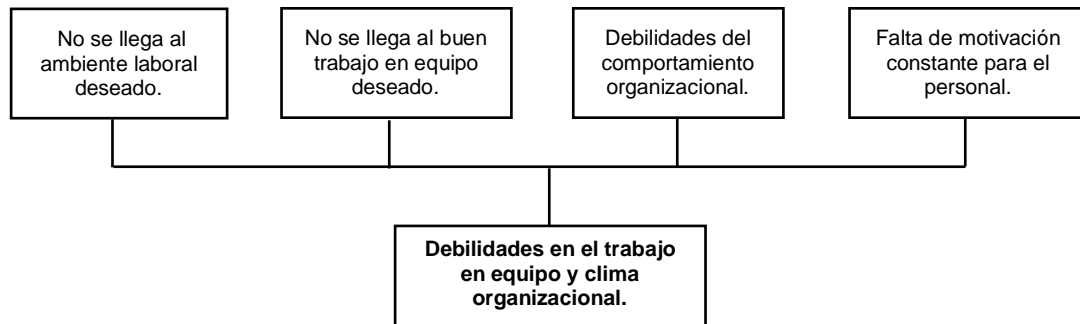 No se llega al
ambiente laboral
deseado.
No se llega al buen
trabajo en equipo
deseado.
Debilidades del
comportamiento
organizacional.
Falta de motivación
constante para el
personal.
Debilidades en el trabajo
en equipo y clima
organizacional.